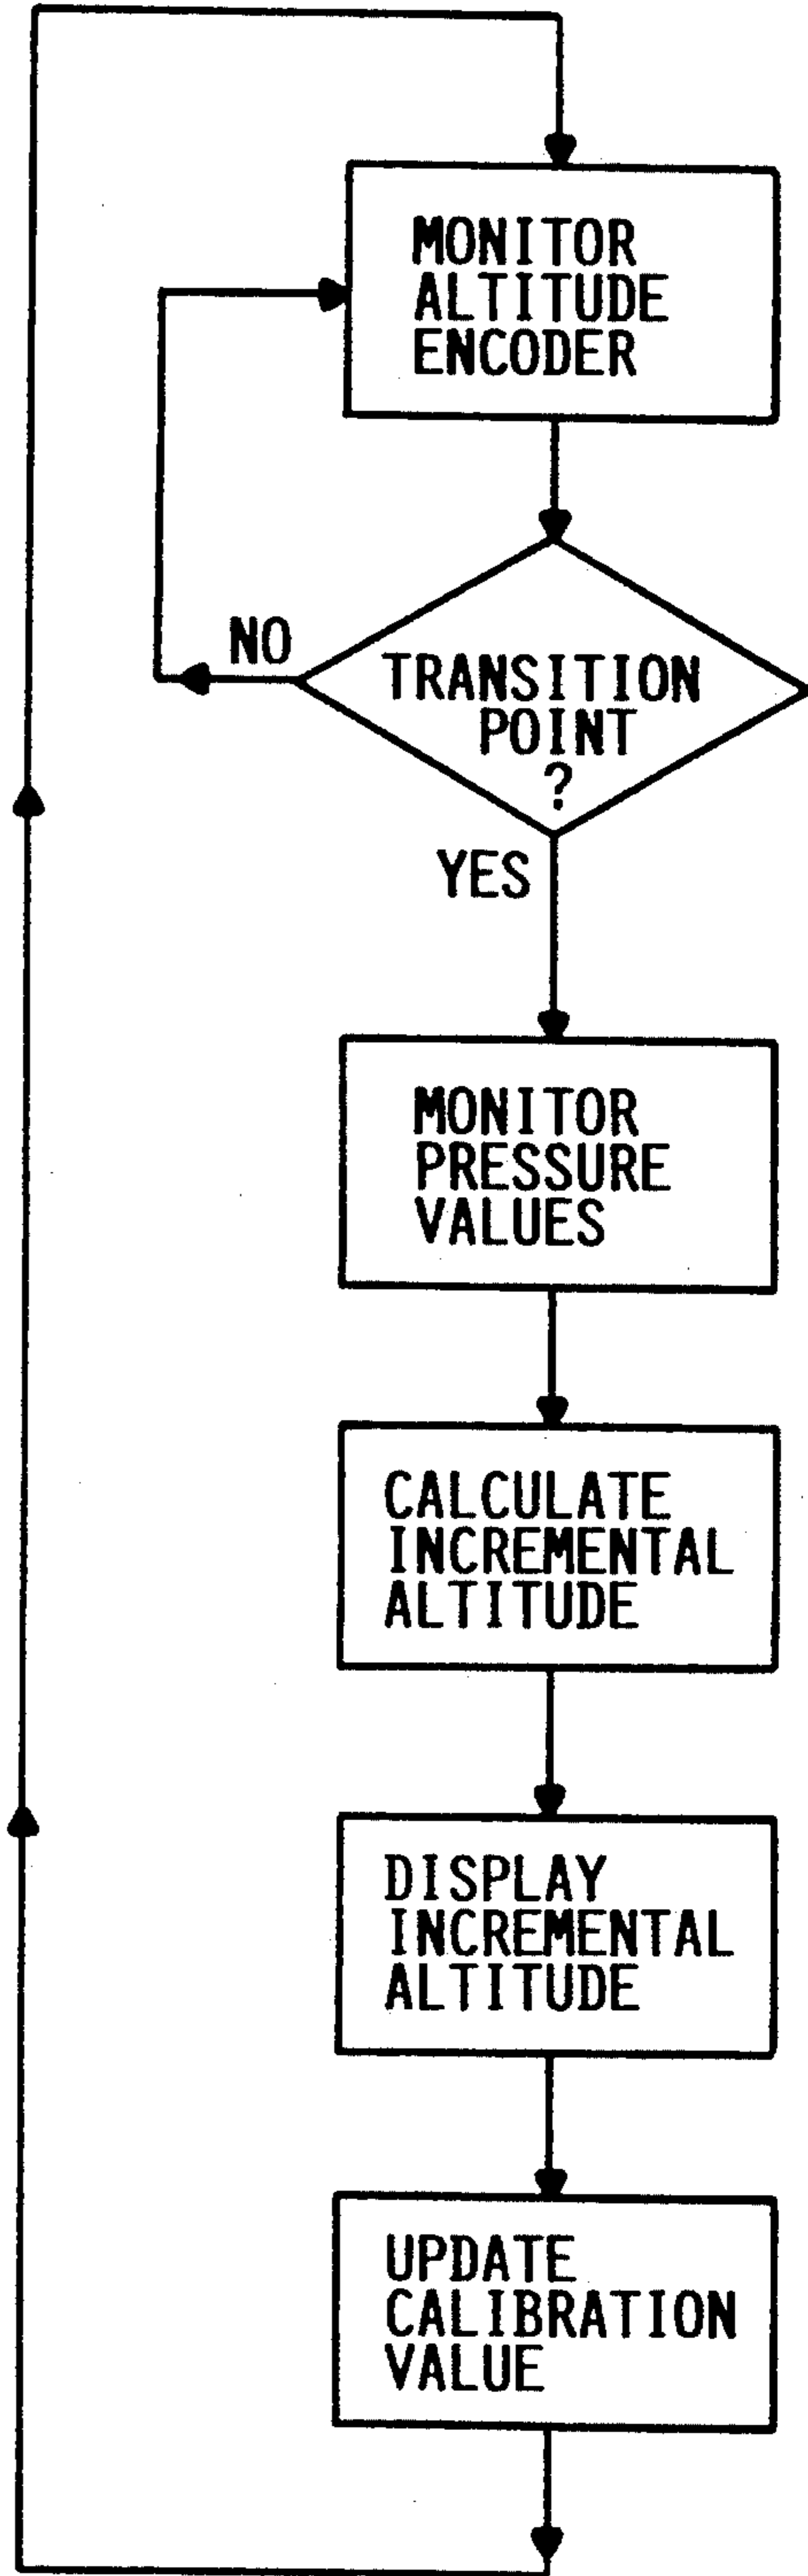 MONITOR
ALTITUDE
ENCODER
NO
TRANSITION
POINT
?
YES
MONITOR
PRESSURE
VALUES
CALCULATE
INCREMENTAL
ALTITUDE
DISPLAY
INCREMENTAL
ALTITUDE
UPDATE
CALIBRATION
VALUE